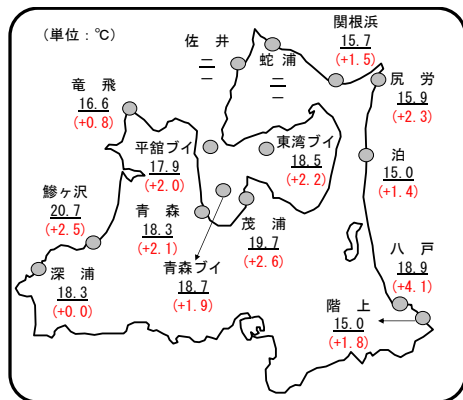 (単位：℃)
佐 井
二
一
蛇 浦
二
一
関根浜
15.7
(+1.5)
尻 労
15.9
(+2.3)
竜 飛
16.6
(+0.8)
平舘ブイ
17.9
(+2.0)
東湾ブイ
18.5
(+2.2)
泊
15.0
(+1.4)
鰺ヶ沢
20.7
(+2.5)
青 森
18.3
(+2.1)
茂 浦
19.7
(+2.6)
八 戸
18.9
(+4.1)
深 浦
18.3
(+0.0)
青森ブイ
18.7
(+1.9)
階 上
15.0
(+1.8)